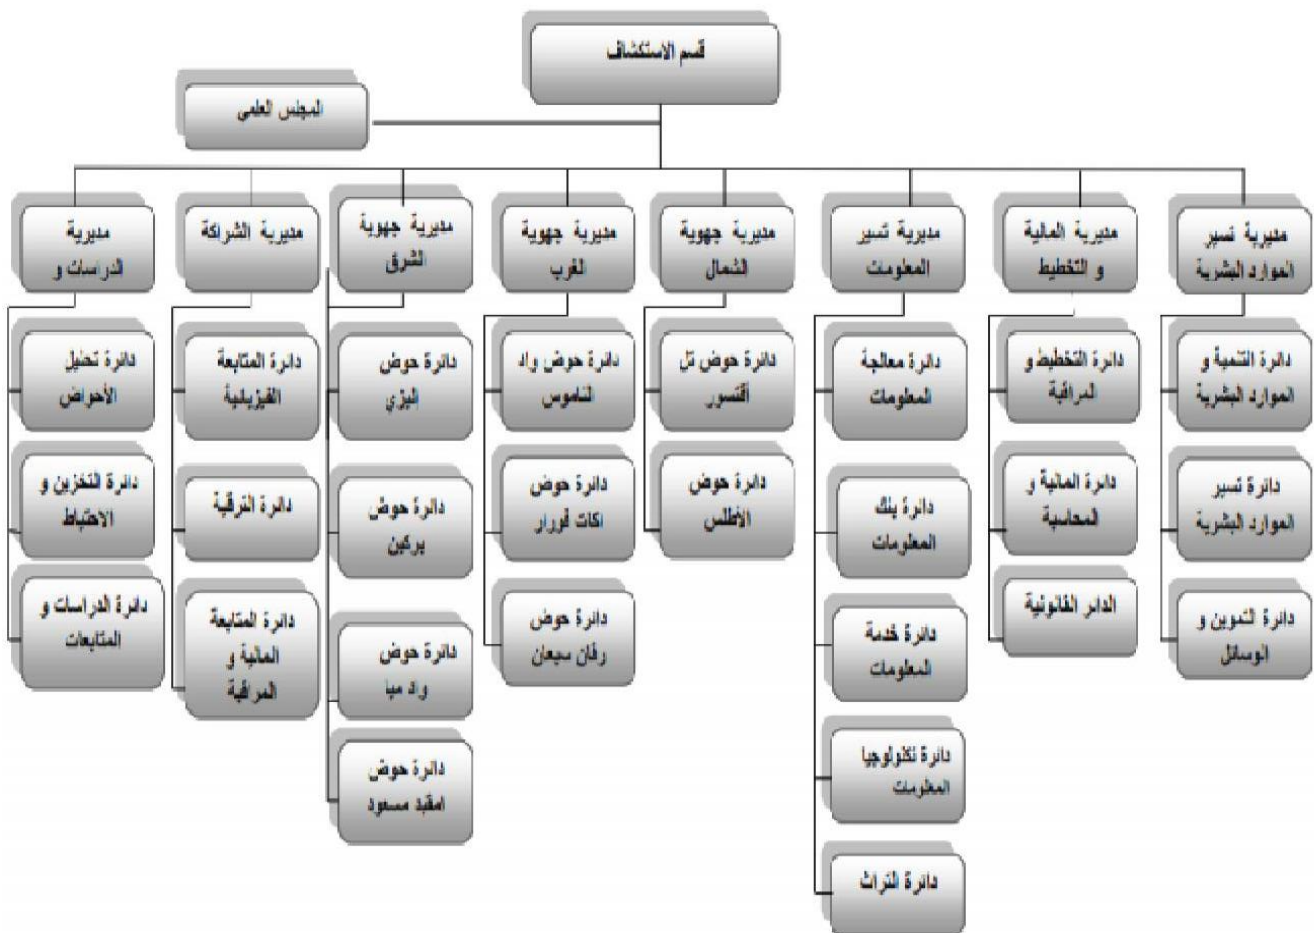 قسم الاستكشاف
المجلس العلمي
مديرية تسير
الموارد البشرية
مديرية المالية
و التخطيط
مديرية تسير
المعلومات
مديرية جهوية
الشمال
مديرية جهوية
الغرب
مديرية جهوية
الشرق
مديرية الشراكة
مديرية
الدراسات و
دائرة التنمية و
الموارد البشرية
دائرة تسير
الموارد البشرية
دائرة التموين و
الوسائل
دائرة التخطيط و
المراقبة
دائرة المالية و
المحاسبة
الدائر القانونية
دائرة معالجة
المعلومات
دائرة بنك
المعلومات
دائرة خدمة
المعلومات
دائرة تكنولوجيا
المعلومات
دائرة التراث
دائرة حوض تل
أقتسور
دائرة حوض
الأطلس
دائرة حوض واد
الناموس
دائرة حوض
اكات قورار
دائرة حوض
رقان سبعان
دائرة حوض
اليزي
دائرة حوض
بركين
دائرة حوض
واد ميا
دائرة حوض
امقيد مسعود
دائرة المتابعة
الفيزيائية
دائرة الترقية
دائرة المتابعة
المالية و
المراقبة
دائرة تحليل
الأحواض
دائرة التخزين و
الاحتياط
دائرة الدراسات و
المتابعات